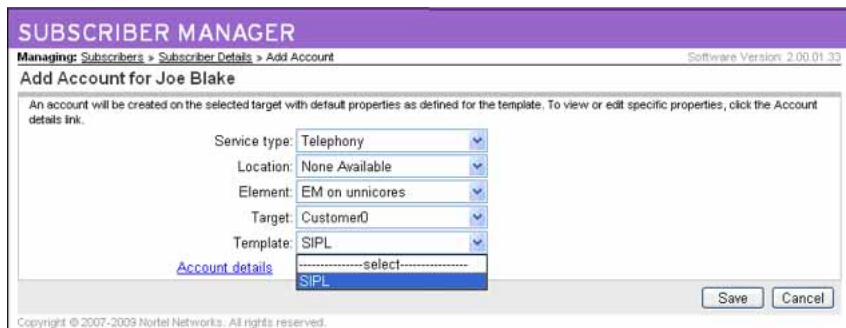 SUBSCRIBER MANAGER
Managing: Subscribers » Subscriber Details » Add Account Software Version: 2.00.01.33
Add Account for Joe Blake
An account will be created on the selected target with default properties as defined for the template. To view or edit specific properties, click the Account
details link.
Service type: Telephony
Location: None Available
Element: EM on unnicores
Target: Customer0
Template: SIPL
Account details
---------------select----------------
SIPL
Save Cancel
Copyright © 2007-2009 Nortel Networks. All rights reserved.